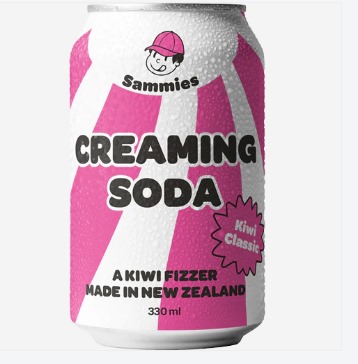 Sammies
CREAMING
SODA
Kiwi
Classic
A KIWI FIZZER
MADE IN NEW ZEALAND
330 ml